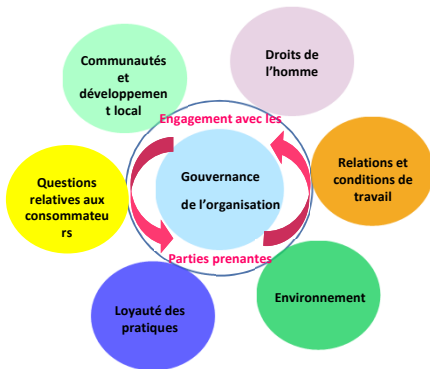 Droits de
l'homme
Communautés
et
développemen
t local
Engagement avec les
Gouvernance
de l'organisation
Relations et
conditions de
travail
Questions
relatives aux
consommateu
rs
Parties prenantes
Environnement
Loyauté des
pratiques